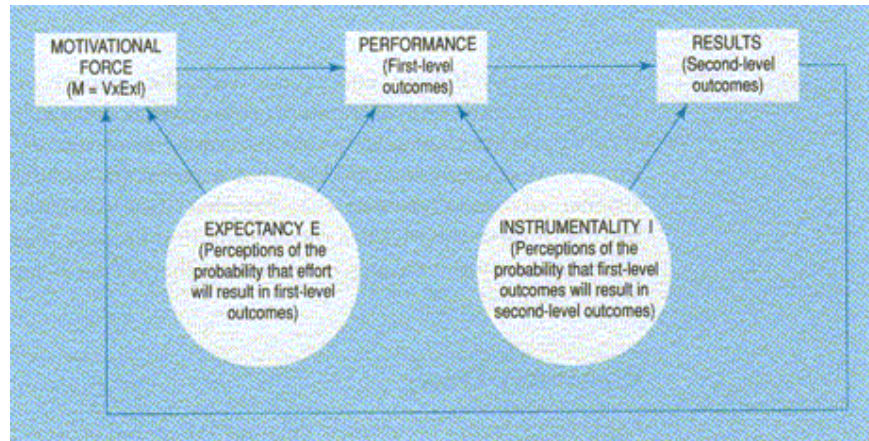 MOTIVATIONAL
FORCE
(M = VxExI)
PERFORMANCE
(First-level
outcomes)
RESULTS
(Second-level
outcomes)
EXPECTANCY E
(Perceptions of the
probability that effort
will result in first-level
outcomes)
INSTRUMENTALITY I
(Perceptions of the
probability that first-level
outcomes will result in
second-level outcomes)